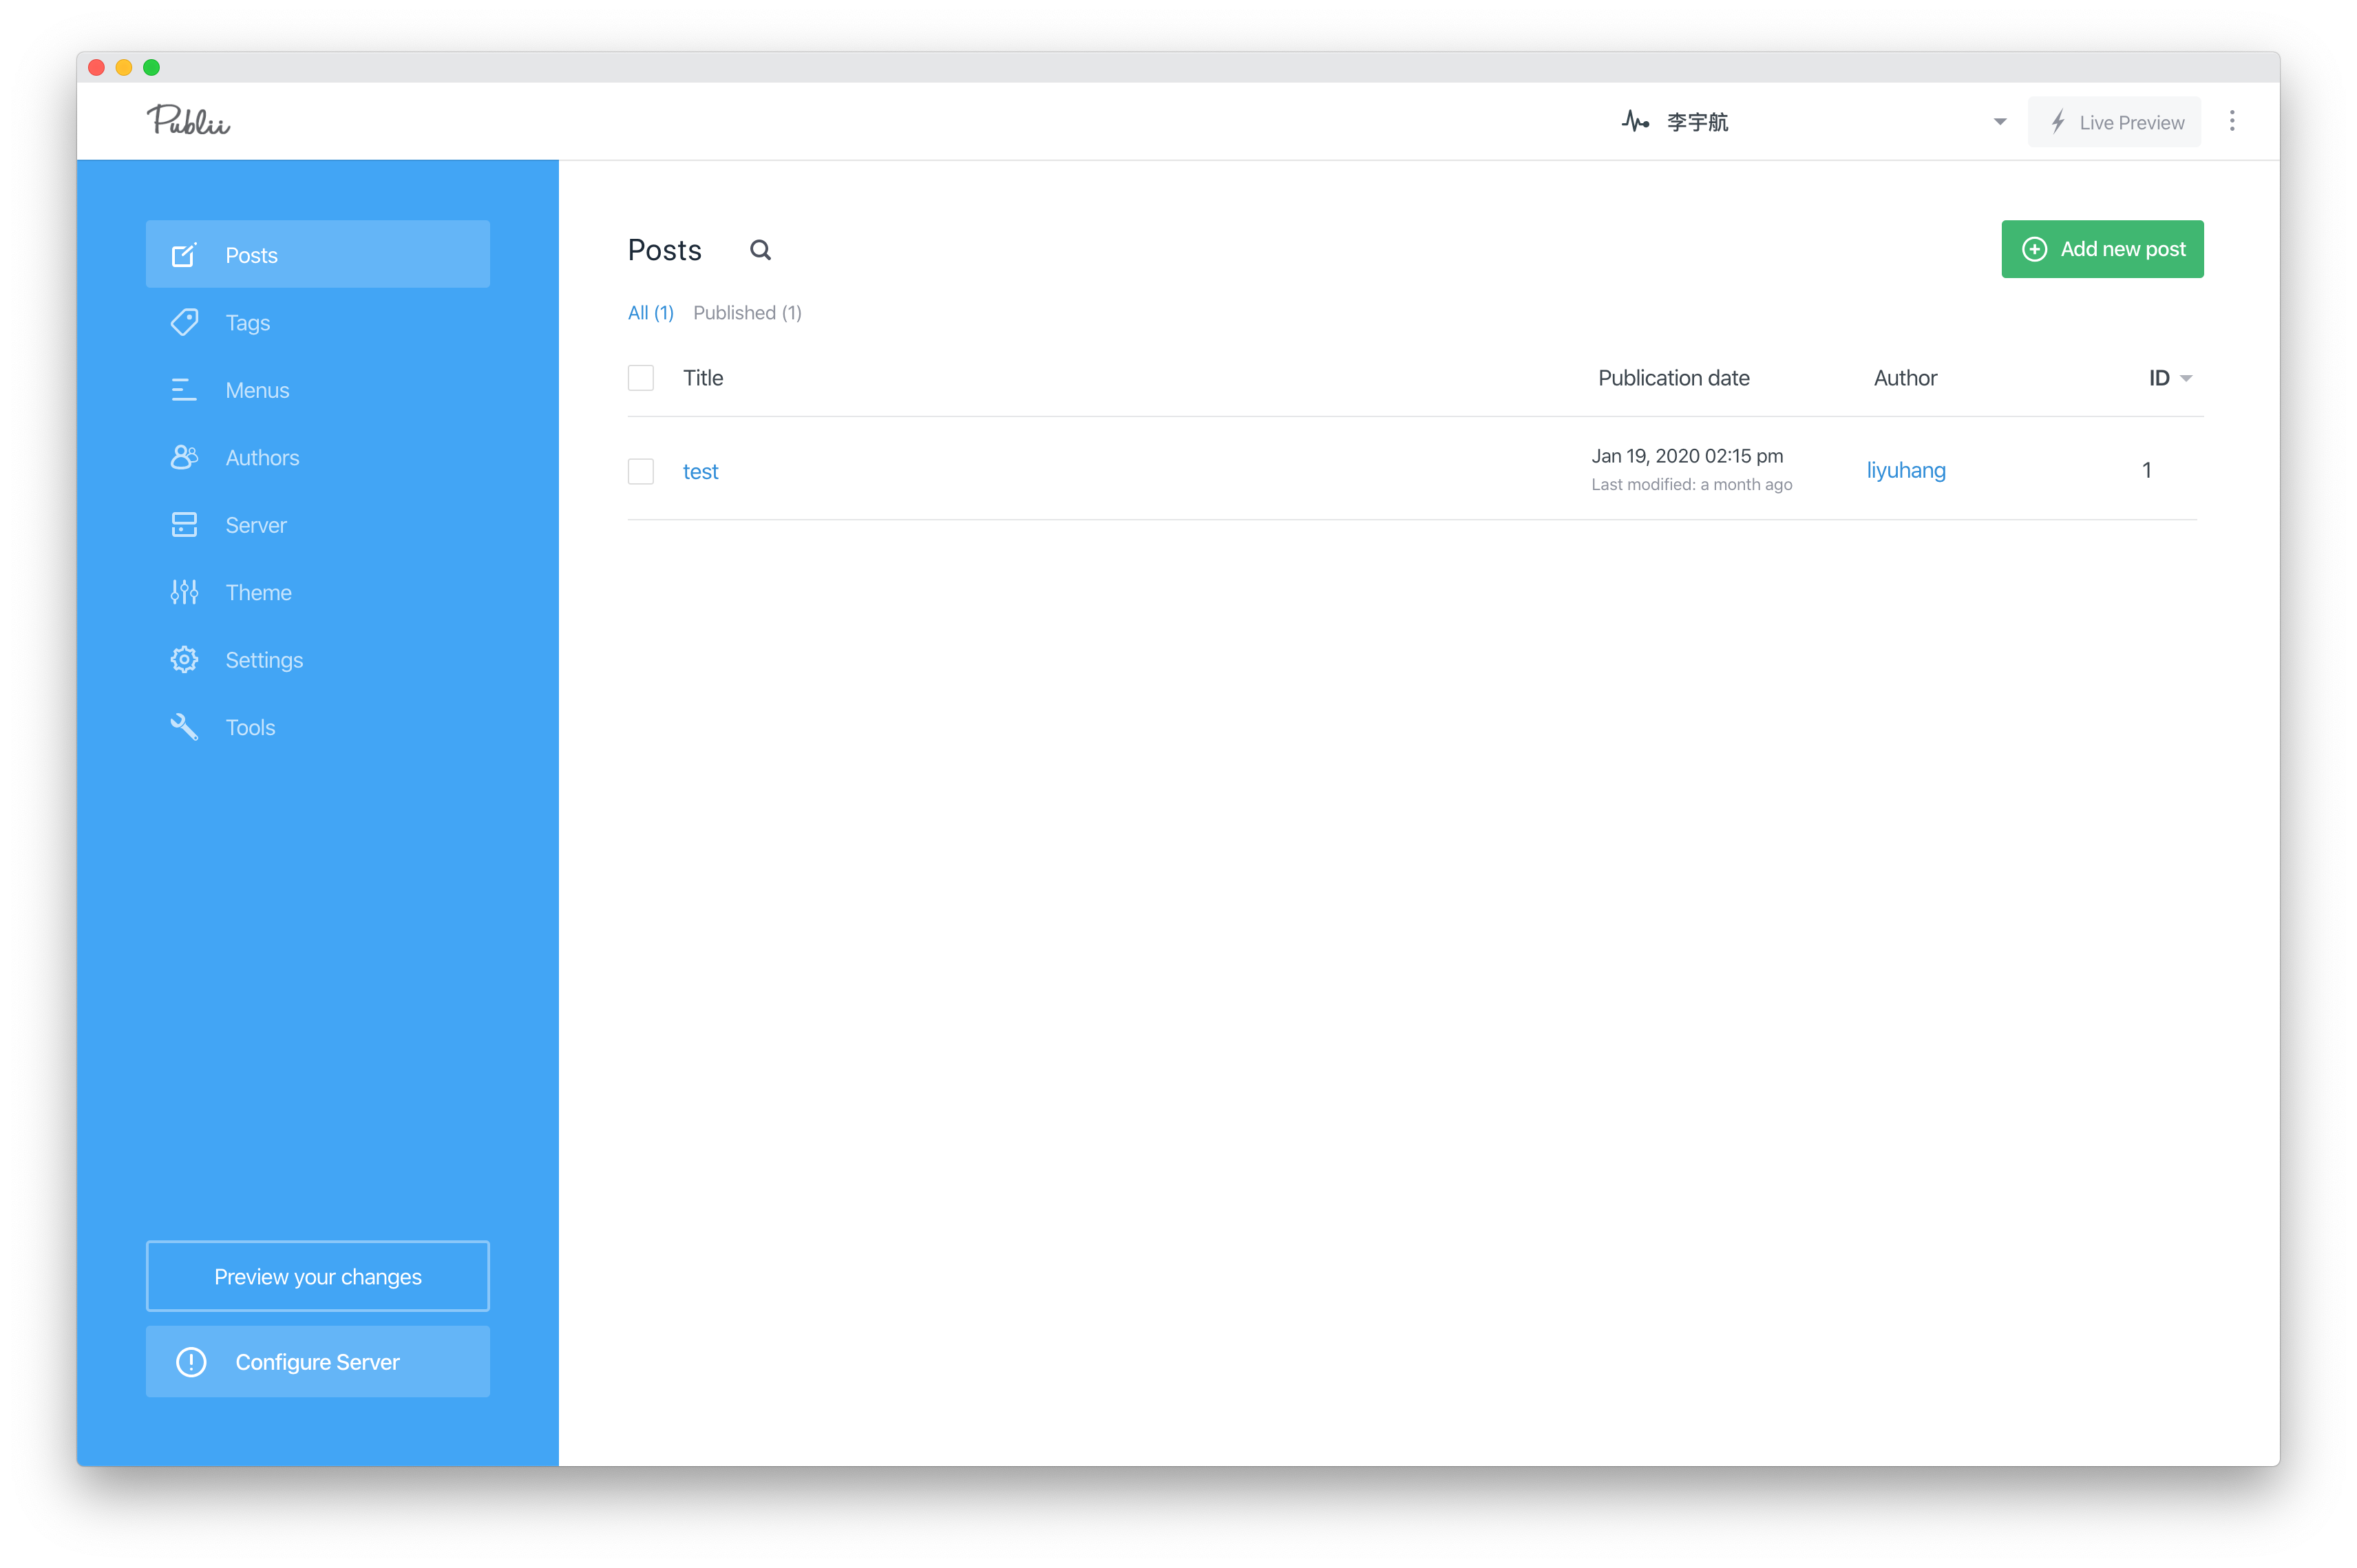 Publii
李宇航
Live Preview
Posts
Tags
Menus
Authors
Server
Theme
Settings
Tools
Preview your changes
Configure Server
Posts
Add new post
All (1) Published (1)
Title Publication date Author ID
test Jan 19, 2020 02:15 pm liyuhang 1
Last modified: a month ago